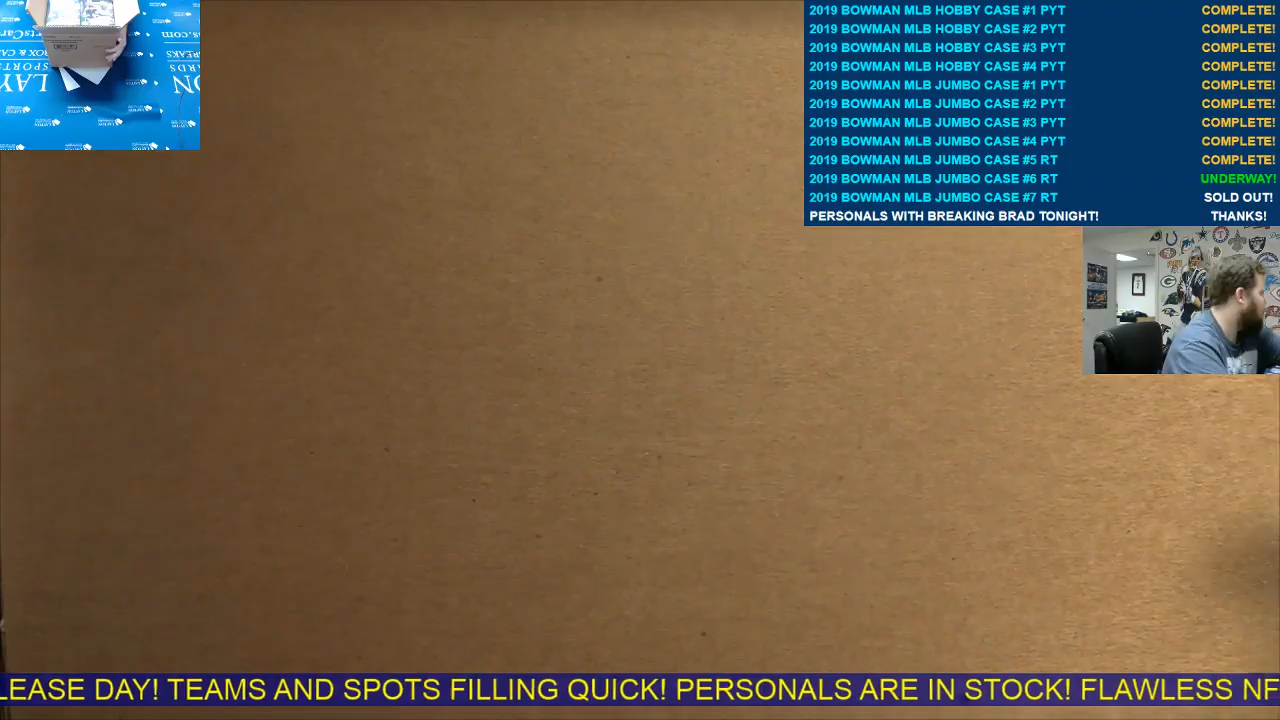 2019 BOWMAN MLB HOBBY CASE #1 PYT COMPLETE!
2019 BOWMAN MLB HOBBY CASE #2 PYT COMPLETE!
2019 BOWMAN MLB HOBBY CASE #3 PYT COMPLETE!
2019 BOWMAN MLB HOBBY CASE #4 PYT COMPLETE!
2019 BOWMAN MLB JUMBO CASE #1 PYT COMPLETE!
2019 BOWMAN MLB JUMBO CASE #2 PYT COMPLETE!
2019 BOWMAN MLB JUMBO CASE #3 PYT COMPLETE!
2019 BOWMAN MLB JUMBO CASE #4 PYT COMPLETE!
2019 BOWMAN MLB JUMBO CASE #5 RT COMPLETE!
2019 BOWMAN MLB JUMBO CASE #6 RT UNDERWAY!
2019 BOWMAN MLB JUMBO CASE #7 RT SOLD OUT!
PERSONALS WITH BREAKING BRAD TONIGHT! THANKS!
LEASE DAY! TEAMS AND SPOTS FILLING QUICK! PERSONALS ARE IN STOCK! FLAWLESS NF